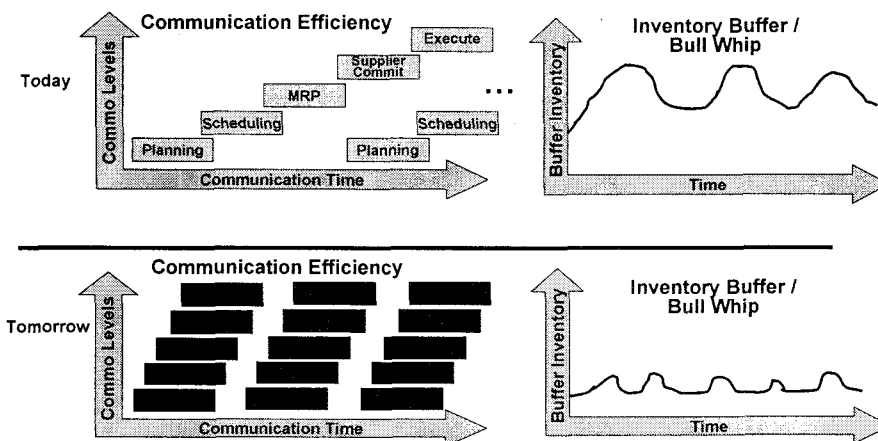 Communication Efficiency
Today
Commo Levels
Execute
Supplier
Commit
MRP
...
Scheduling
Scheduling
Planning
Planning
Communication Time
Inventory Buffer /
Bull Whip
Buffer Inventory
Time
Communication Efficiency
Tomorrow
Commo Levels
Communication Time
Inventory Buffer /
Bull Whip
Buffer Inventory
Time